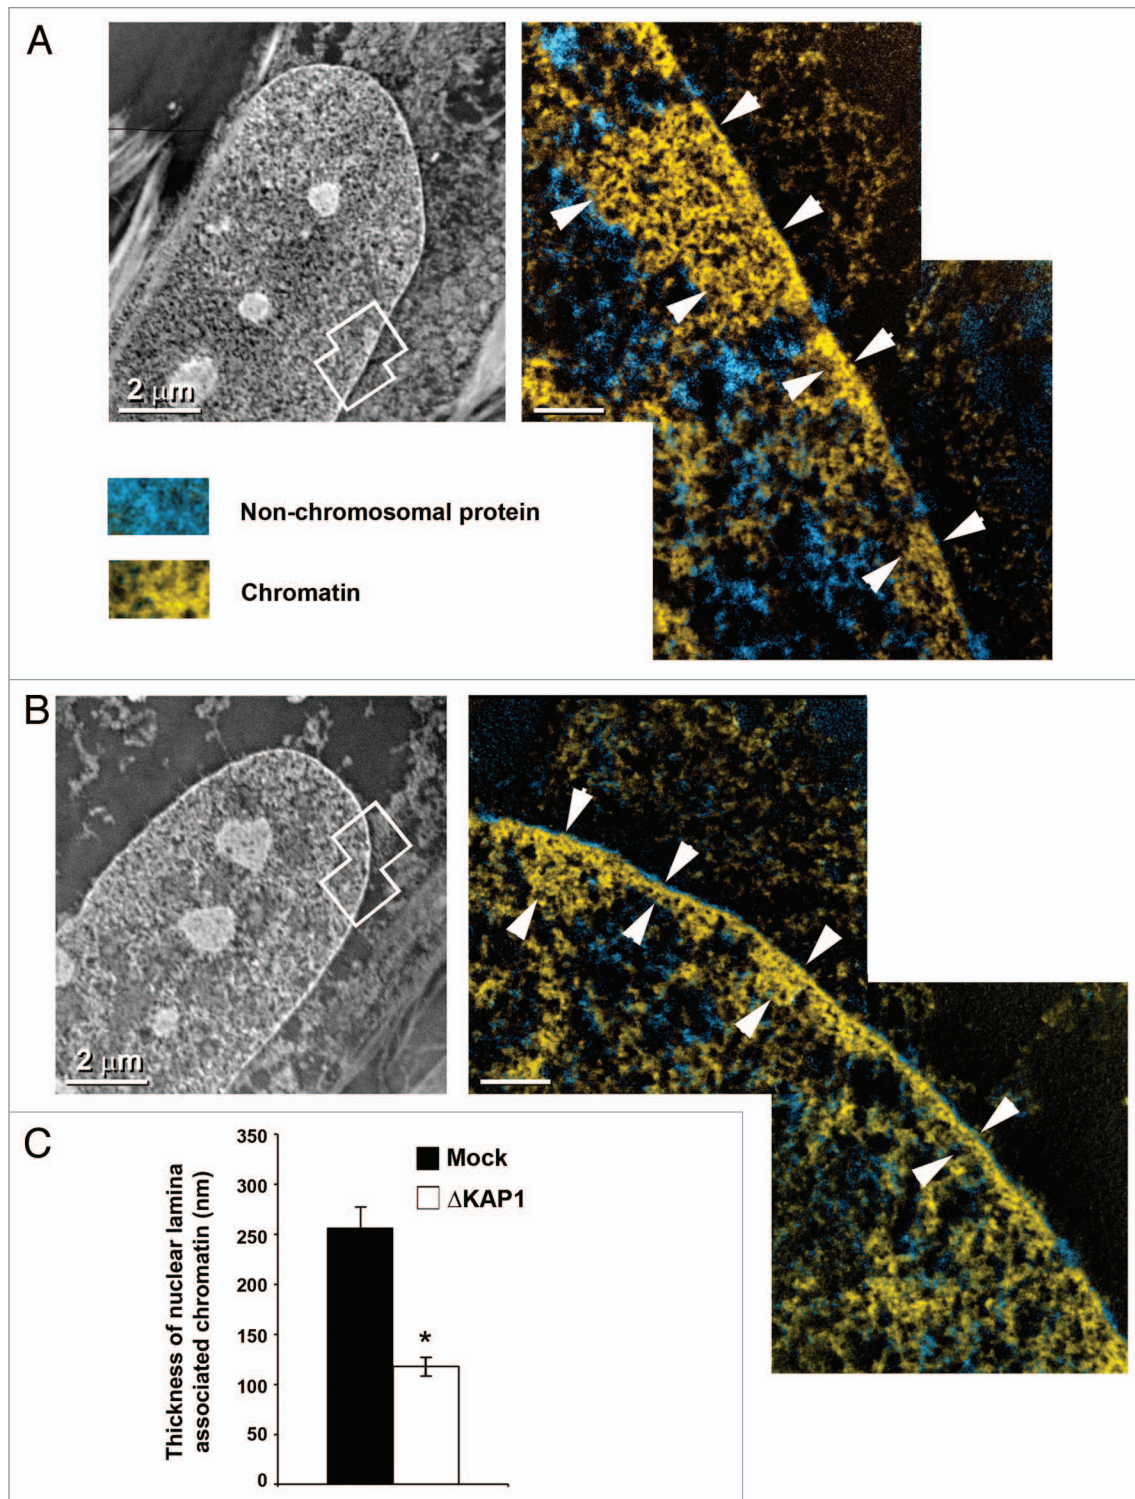 A
2 μm
Non-chromosomal protein
Chromatin
B
2 μm
C
Thickness of nuclear lamina
associated chromatin (nm)
350
300
250
200
150
100
50
0
Mock
ΔKAP1
*